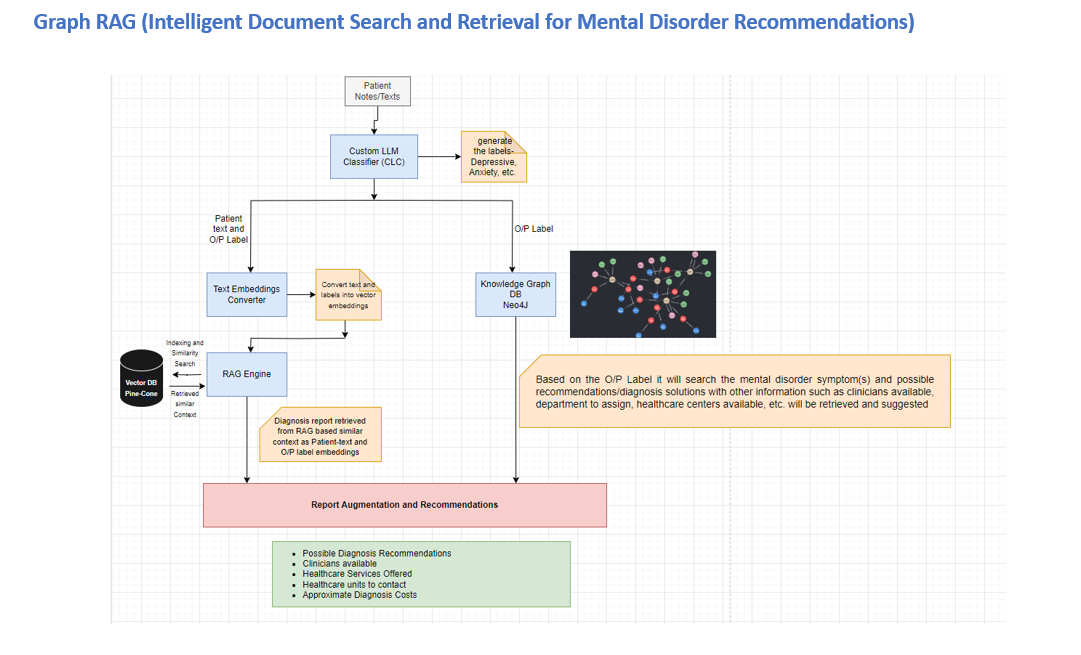 Graph RAG (Intelligent Document Search and Retrieval for Mental Disorder Recommendations)
Patient
Notes/Texts
Custom LLM
Classifier (CLC)
generate
the labels-
Depressive,
Anxiety, etc.
Patient
text and
O/P Label
O/P Label
Text Embeddings
Converter
Convert text and
labels into vector
embeddings
Knowledge Graph
DB
Neo4J
Indexing and
Similarity
Search
Vector DB
Pine-Cone
Retrieved
similar
Context
RAG Engine
Based on the O/P Label it will search the mental disorder symptom(s) and possible
recommendations/diagnosis solutions with other information such as clinicians available,
department to assign, healthcare centers available, etc. will be retrieved and suggested
Diagnosis report retrieved
from RAG based similar
context as Patient-text and
O/P label embeddings
Report Augmentation and Recommendations
• Possible Diagnosis Recommendations
• Clinicians available
• Healthcare Services Offered
• Healthcare units to contact
• Approximate Diagnosis Costs